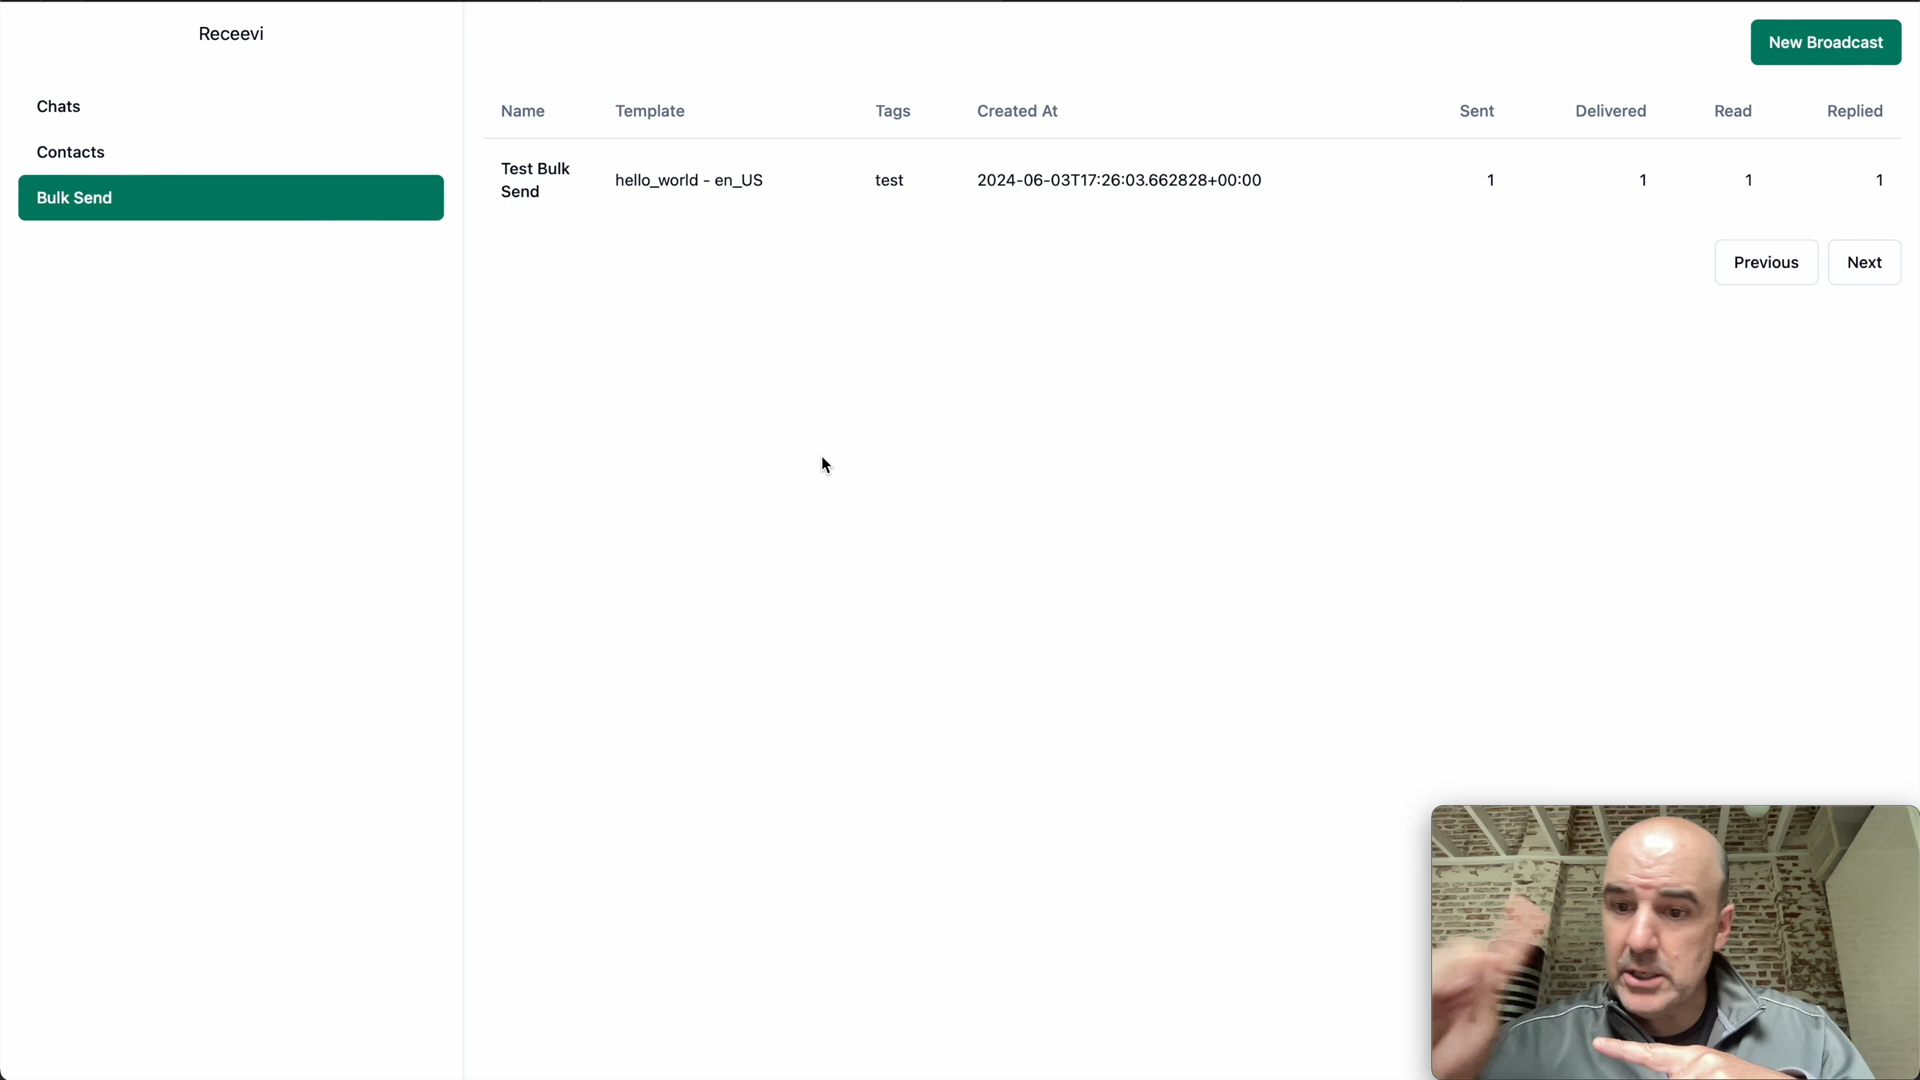 Receevi
New Broadcast
Chats
Contacts
Bulk Send
Name Template Tags Created At Sent Delivered Read Replied
Test Bulk
Send
hello_world - en_US test 2024-06-03T17:26:03.662828+00:00 1 1 1 1
Previous Next